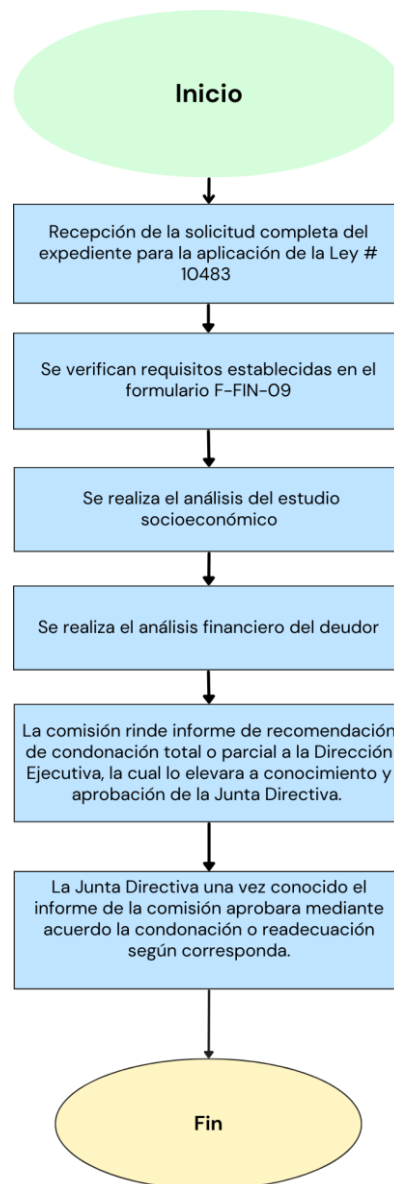 Inicio
Recepción de la solicitud completa del
expediente para la aplicación de la Ley #
10483
Se verifican requisitos establecidas en el
formulario F-FIN-09
Se realiza el análisis del estudio
socioeconómico
Se realiza el análisis financiero del deudor
La comisión rinde informe de recomendación
de condonación total o parcial a la Dirección
Ejecutiva, la cual lo elevara a conocimiento y
aprobación de la Junta Directiva.
La Junta Directiva una vez conocido el
informe de la comisión aprobara mediante
acuerdo la condonación o readecuación
según corresponda.
Fin